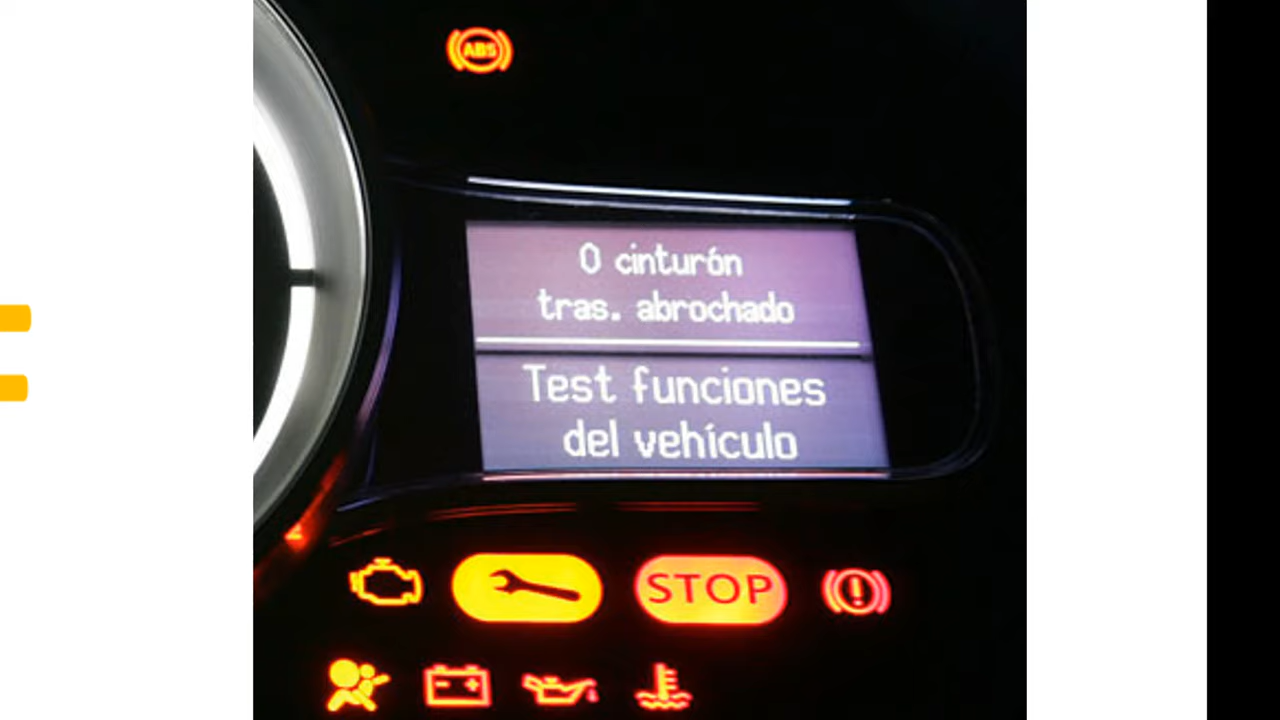 ABS
0 cinturón
tras. abrochado
Test funciones
del vehículo
STOP